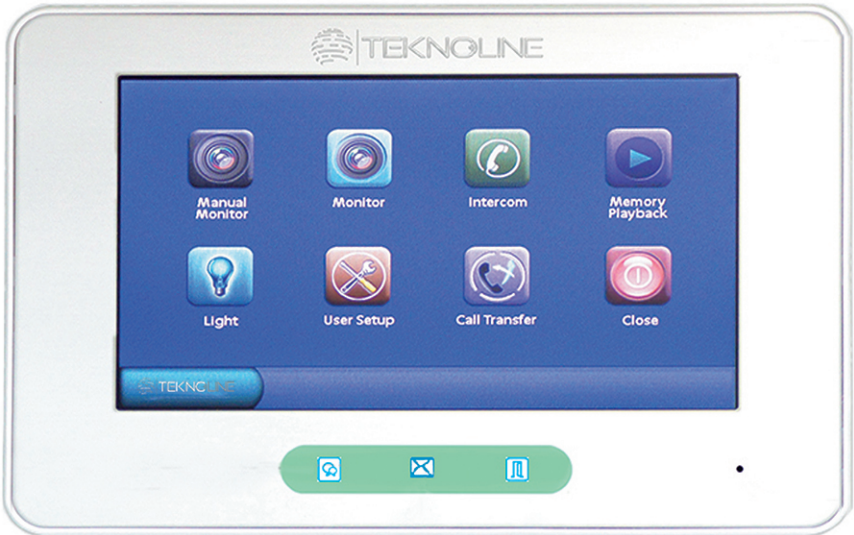 TEKNOLINE
Manual
Monitor
Monitor
Intercom
Memory
Playback
Light
User Setup
Call Transfer
Close
TEKNOLINE